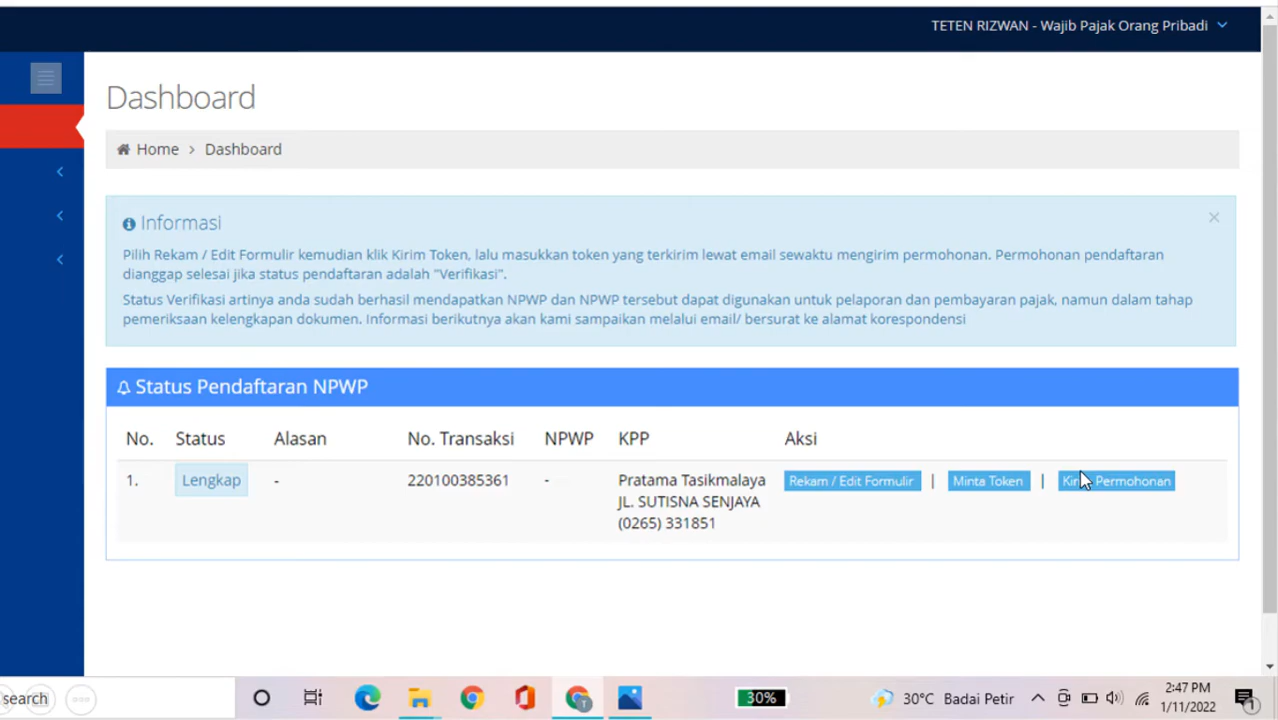 TETEN RIZWAN - Wajib Pajak Orang Pribadi
Dashboard
Home > Dashboard
Informasi
Pilih Rekam / Edit Formulir kemudian klik Kirim Token, lalu masukkan token yang terkirim lewat email sewaktu mengirim permohonan. Permohonan pendaftaran
dianggap selesai jika status pendaftaran adalah "Verifikasi".
Status Verifikasi artinya anda sudah berhasil mendapatkan NPWP dan NPWP tersebut dapat digunakan untuk pelaporan dan pembayaran pajak, namun dalam tahap
pemeriksaan kelengkapan dokumen. Informasi berikutnya akan kami sampaikan melalui email/ bersurat ke alamat korespondensi
Status Pendaftaran NPWP
No. Status Alasan No. Transaksi NPWP KPP Aksi
1. Lengkap - 220100385361 - Pratama Tasikmalaya Rekam / Edit Formulir | Minta Token | Kirim Permohonan
JL. SUTISNA SENJAYA
(0265) 331851
search 30% 30°C Badai Petir 2:47 PM
1/11/2022 1